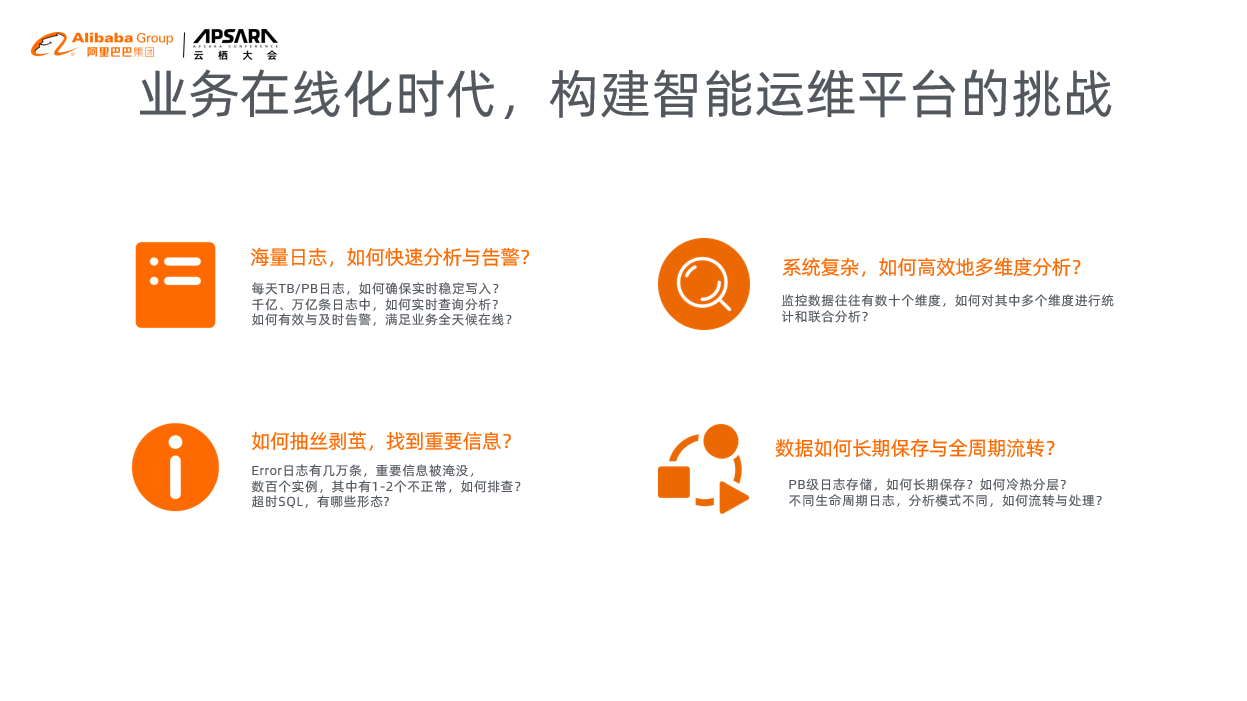 Alibaba Group
阿里巴巴集团
APSARA
APSARA CONFERENCE
云栖大会
业务在线化时代，构建智能运维平台的挑战
海量日志，如何快速分析与告警？
每天TB/PB日志，如何确保实时稳定写入？
千亿、万亿条日志中，如何实时查询分析？
如何有效与及时告警，满足业务全天候在线？
系统复杂，如何高效地多维度分析？
监控数据往往有数十个维度，如何对其中多个维度进行统
计和联合分析？
如何抽丝剥茧，找到重要信息？
Error日志有几万条，重要信息被淹没，
数百个实例，其中有1-2个不正常，如何排查？
超时SQL，有哪些形态？
数据如何长期保存与全周期流转？
PB级日志存储，如何长期保存？如何冷热分层？
不同生命周期日志，分析模式不同，如何流转与处理？